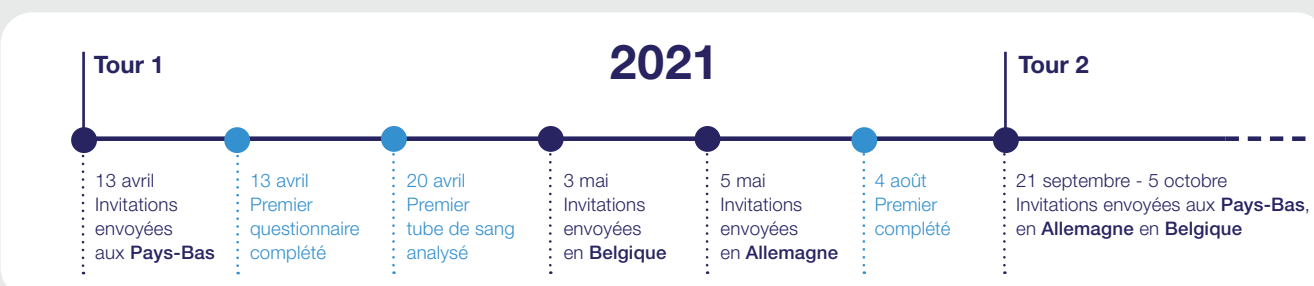 Tour 1
2021
Tour 2
13 avril
Invitations
envoyées
aux Pays-Bas
13 avril
Premier
questionnaire
complété
20 avril
Premier
tube de sang
analysé
3 mai
Invitations
envoyées
en Belgique
5 mai
Invitations
envoyées
en Allemagne
4 août
Premier
complété
21 septembre - 5 octobre
Invitations envoyées aux Pays-Bas,
en Allemagne en Belgique